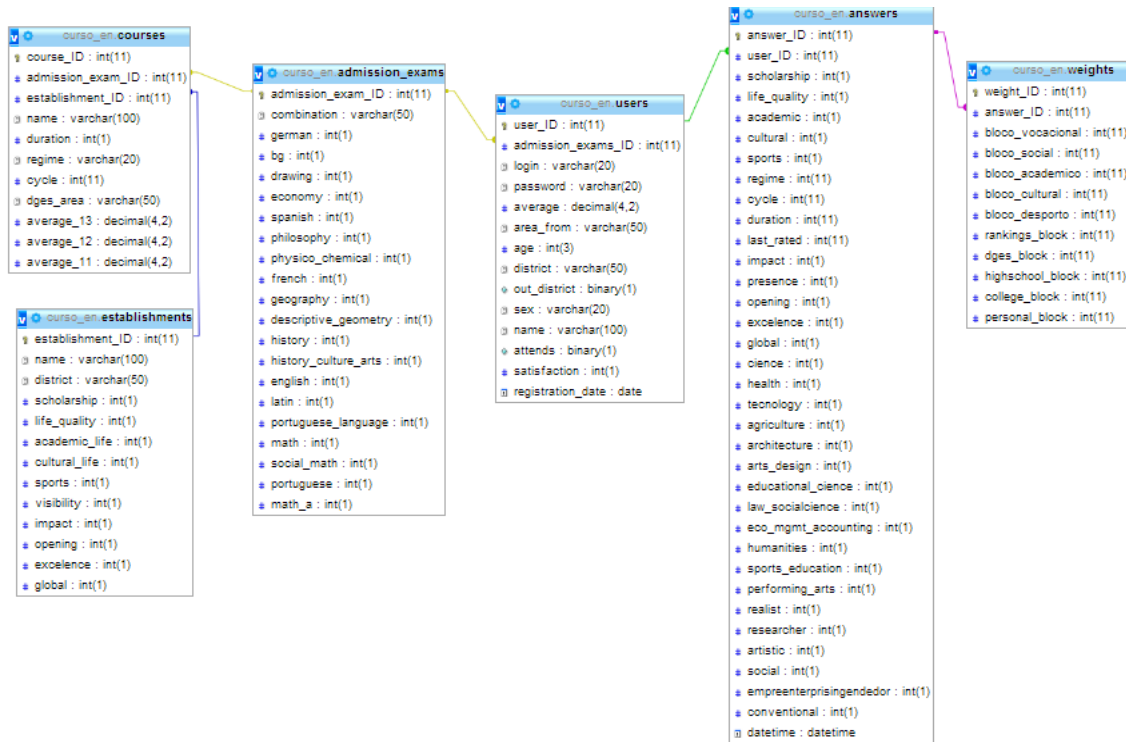 curso_en.courses
course_ID : int(11)
admission_exam_ID : int(11)
establishment_ID : int(11)
name : varchar(100)
duration : int(1)
regime : varchar(20)
cycle : int(11)
dges_area : varchar(50)
average_13 : decimal(4,2)
average_12 : decimal(4,2)
average_11 : decimal(4,2)
curso_en.establishments
establishment_ID : int(11)
name : varchar(100)
district : varchar(50)
scholarship : int(1)
life_quality : int(1)
academic_life : int(1)
cultural_life : int(1)
sports : int(1)
visibility : int(1)
impact : int(1)
opening : int(1)
excelence : int(1)
global : int(1)
curso_en.admission_exams
admission_exam_ID : int(11)
combination : varchar(50)
german : int(1)
bg : int(1)
drawing : int(1)
economy : int(1)
spanish : int(1)
philosophy : int(1)
physico_chemical : int(1)
french : int(1)
geography : int(1)
descriptive_geometry : int(1)
history : int(1)
history_culture_arts : int(1)
english : int(1)
latin : int(1)
portuguese_language : int(1)
math : int(1)
social_math : int(1)
portuguese : int(1)
math_a : int(1)
curso_en.users
user_ID : int(11)
admission_exams_ID : int(11)
login : varchar(20)
password : varchar(20)
average : decimal(4,2)
area_from : varchar(50)
age : int(3)
district : varchar(50)
out_district : binary(1)
sex : varchar(20)
name : varchar(100)
attends : binary(1)
satisfaction : int(1)
registration_date : date
curso_en.answers
answer_ID : int(11)
user_ID : int(11)
scholarship : int(1)
life_quality : int(1)
academic : int(1)
cultural : int(1)
sports : int(1)
regime : int(11)
cycle : int(11)
duration : int(11)
last_rated : int(11)
impact : int(1)
presence : int(1)
opening : int(1)
excelence : int(1)
global : int(1)
cience : int(1)
health : int(1)
tecnology : int(1)
agriculture : int(1)
architecture : int(1)
arts_design : int(1)
educational_cience : int(1)
law_socialcience : int(1)
eco_mgmt_accounting : int(1)
humanities : int(1)
sports_education : int(1)
performing_arts : int(1)
realist : int(1)
researcher : int(1)
artistic : int(1)
social : int(1)
empreenterprisingendedor : int(1)
conventional : int(1)
datetime : datetime
curso_en.weights
weight_ID : int(11)
answer_ID : int(11)
bloco_vocacional : int(11)
bloco_social : int(11)
bloco_academico : int(11)
bloco_cultural : int(11)
bloco_desporto : int(11)
rankings_block : int(11)
dges_block : int(11)
highschool_block : int(11)
college_block : int(11)
personal_block : int(11)